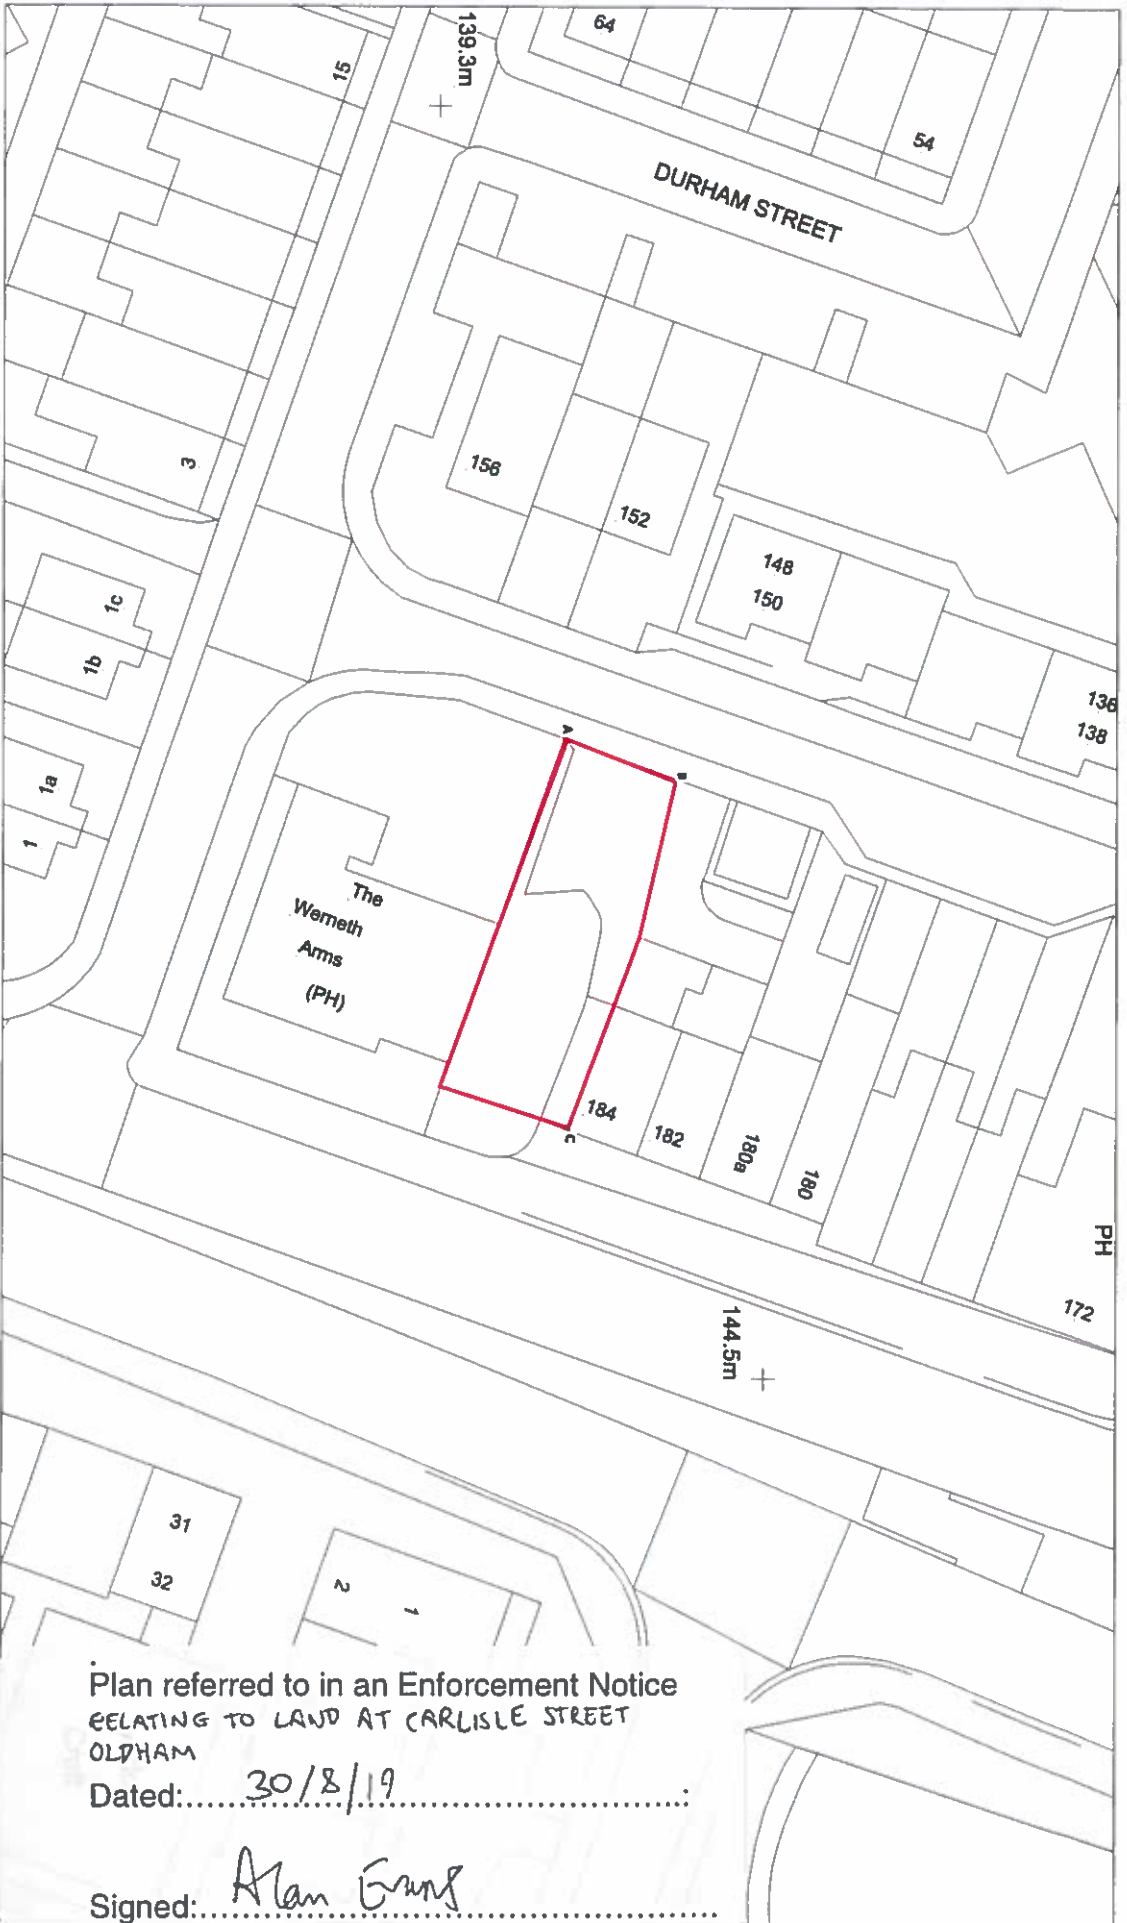 64
139.3m
15
54
DURHAM STREET
3
156
152
148
150
136
138
1c
1b
1a
1
A
B
The
Werneth
Arms
(PH)
184
182
180a
180
C
PH
172
144.5m
31
32
2
1
Plan referred to in an Enforcement Notice
RELATING TO LAND AT CARLISLE STREET
OLDHAM
Dated: 30/8/19
Signed: Alan Evans